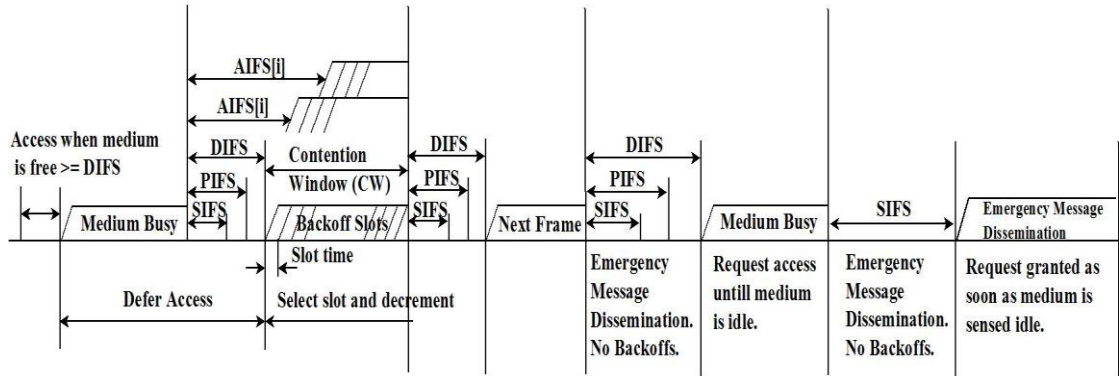 AIFS[i]
AIFS[i]
Access when medium
is free >= DIFS
DIFS
PIFS
SIFS
Medium Busy
Contention
Window (CW)
Backoff Slots
Slot time
Defer Access
Select slot and decrement
DIFS
PIFS
SIFS
Next Frame
DIFS
PIFS
SIFS
Emergency
Message
Dissemination.
No Backoffs.
Medium Busy
Request access
untill medium
is idle.
SIFS
Emergency
Message
Dissemination.
No Backoffs.
Emergency Message
Dissemination
Request granted as
soon as medium is
sensed idle.